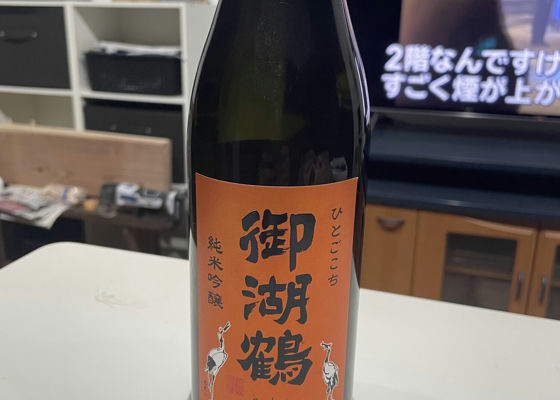 2階なんですけ
すごく煙が上が
ひとごこち
御湖鶴
純米吟醸